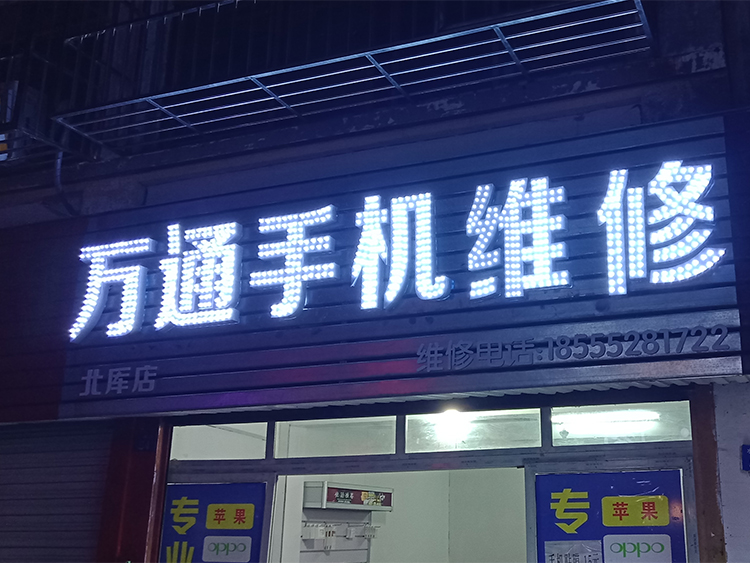 万通手机维修
北库店
维修电话:18555281722
专业
苹果
oppo
专
苹果
oppo